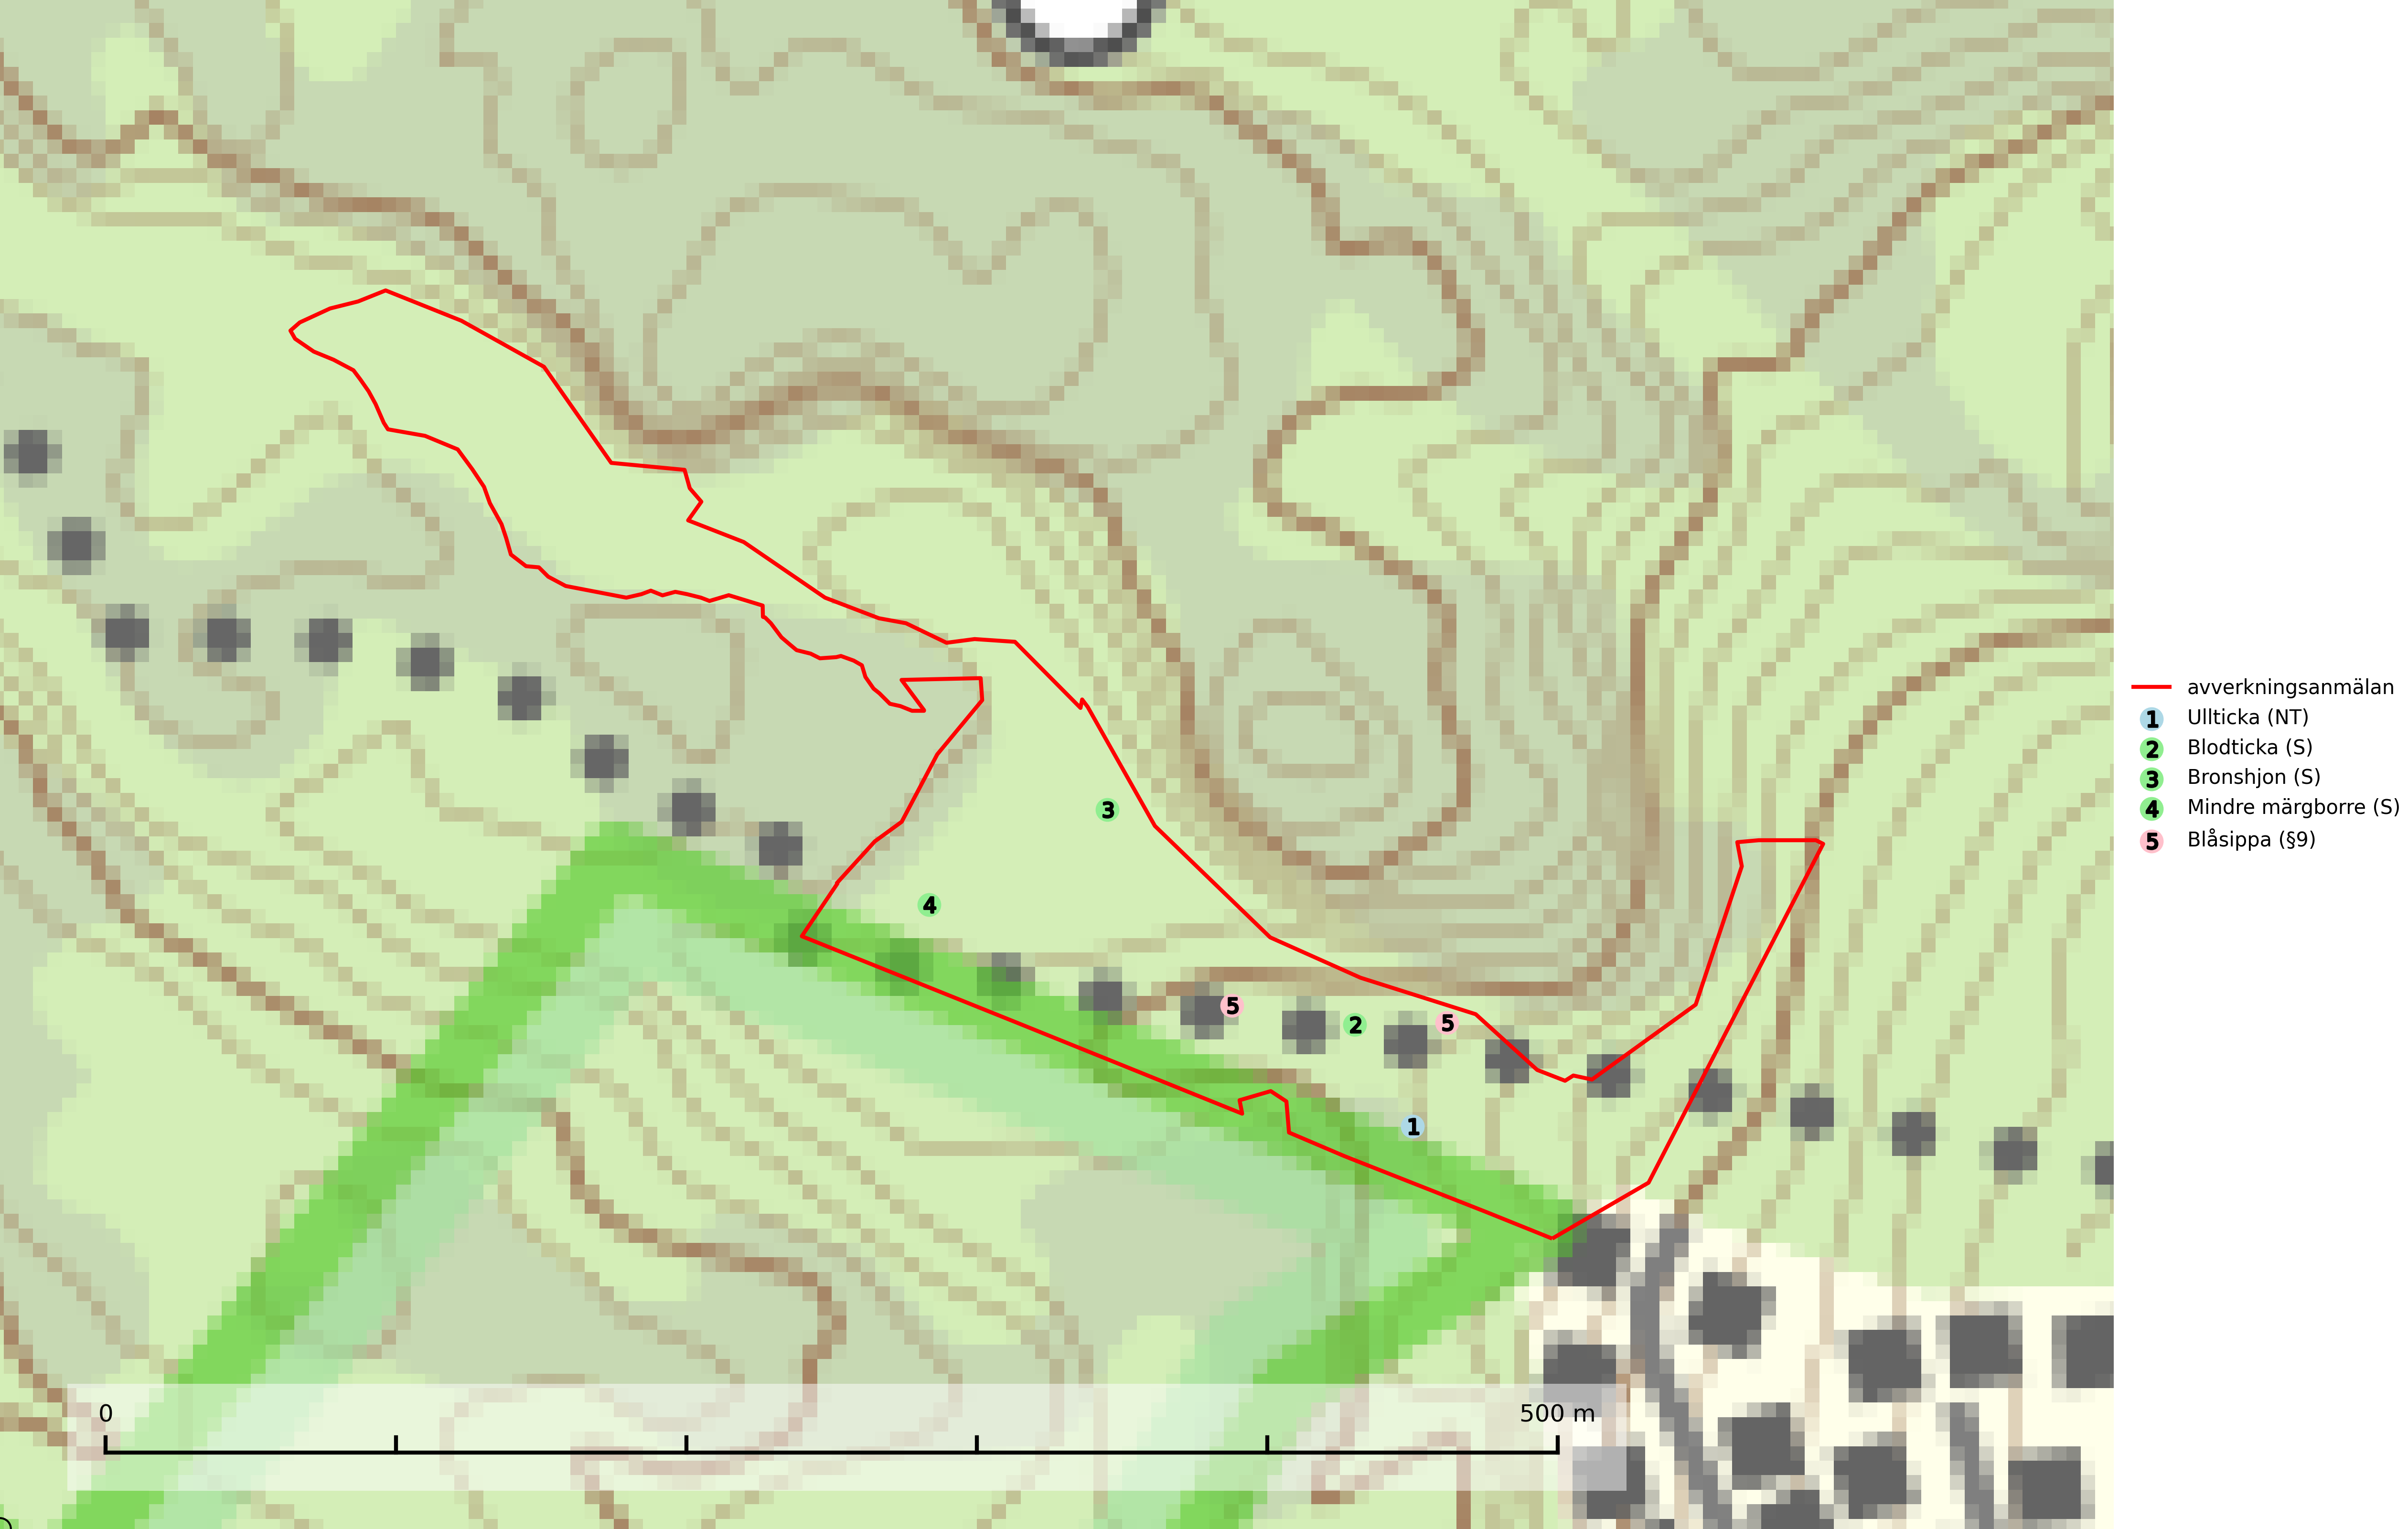 avverkningsanmälan
1 Ullticka (NT)
2 Blodticka (S)
3 Bronshjon (S)
4 Mindre märgborre (S)
5 Blåsippa (§9)
3
4
5
2
5
1
0
500 m